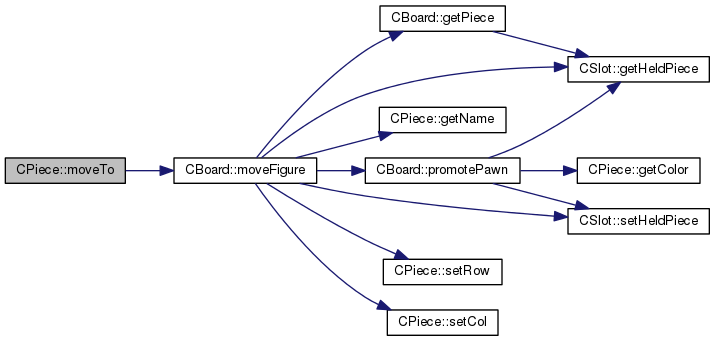 CBoard::getPiece
CSlot::getHeldPiece
CPiece::getName
CPiece::moveTo
CBoard::moveFigure
CBoard::promotePawn
CPiece::getColor
CSlot::setHeldPiece
CPiece::setRow
CPiece::setCol